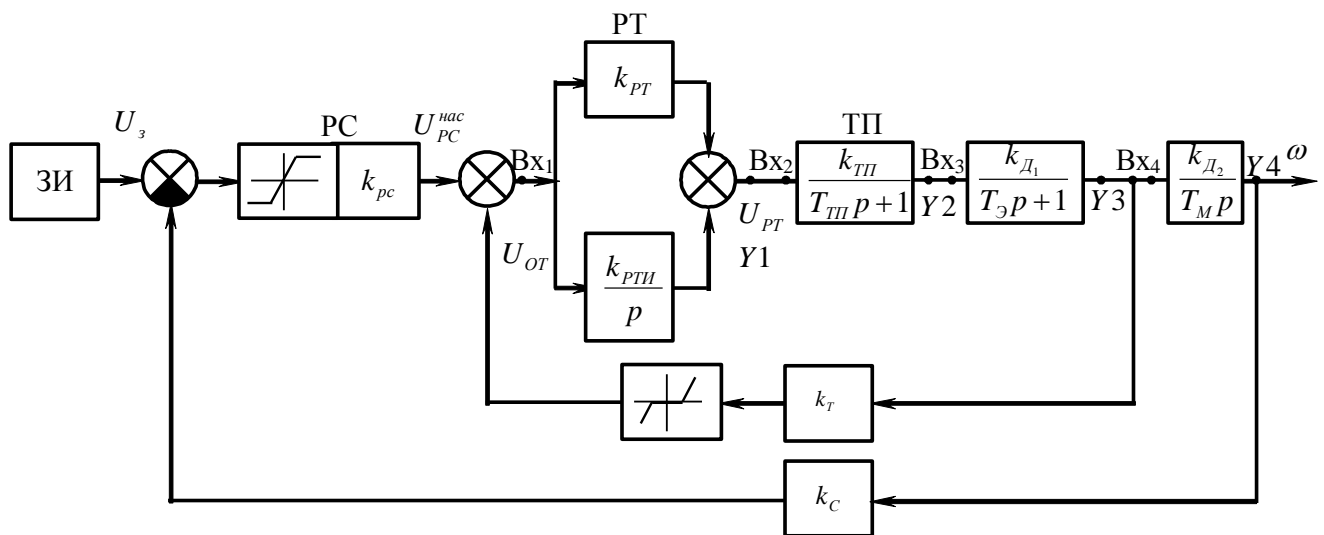 РТ
k_РТ
U_з
РС
U_РС^нас
ТП
ЗИ
k_рс
Вх₁
Вх₂
k_ТП
T_ТП p + 1
Вх₃
k_Д₁
T_Э p + 1
Вх₄
k_Д₂
T_М p
Y4
ω
Y2
Y3
U_РТ
U_ОТ
Y1
k_РТИ
p
k_Т
k_С